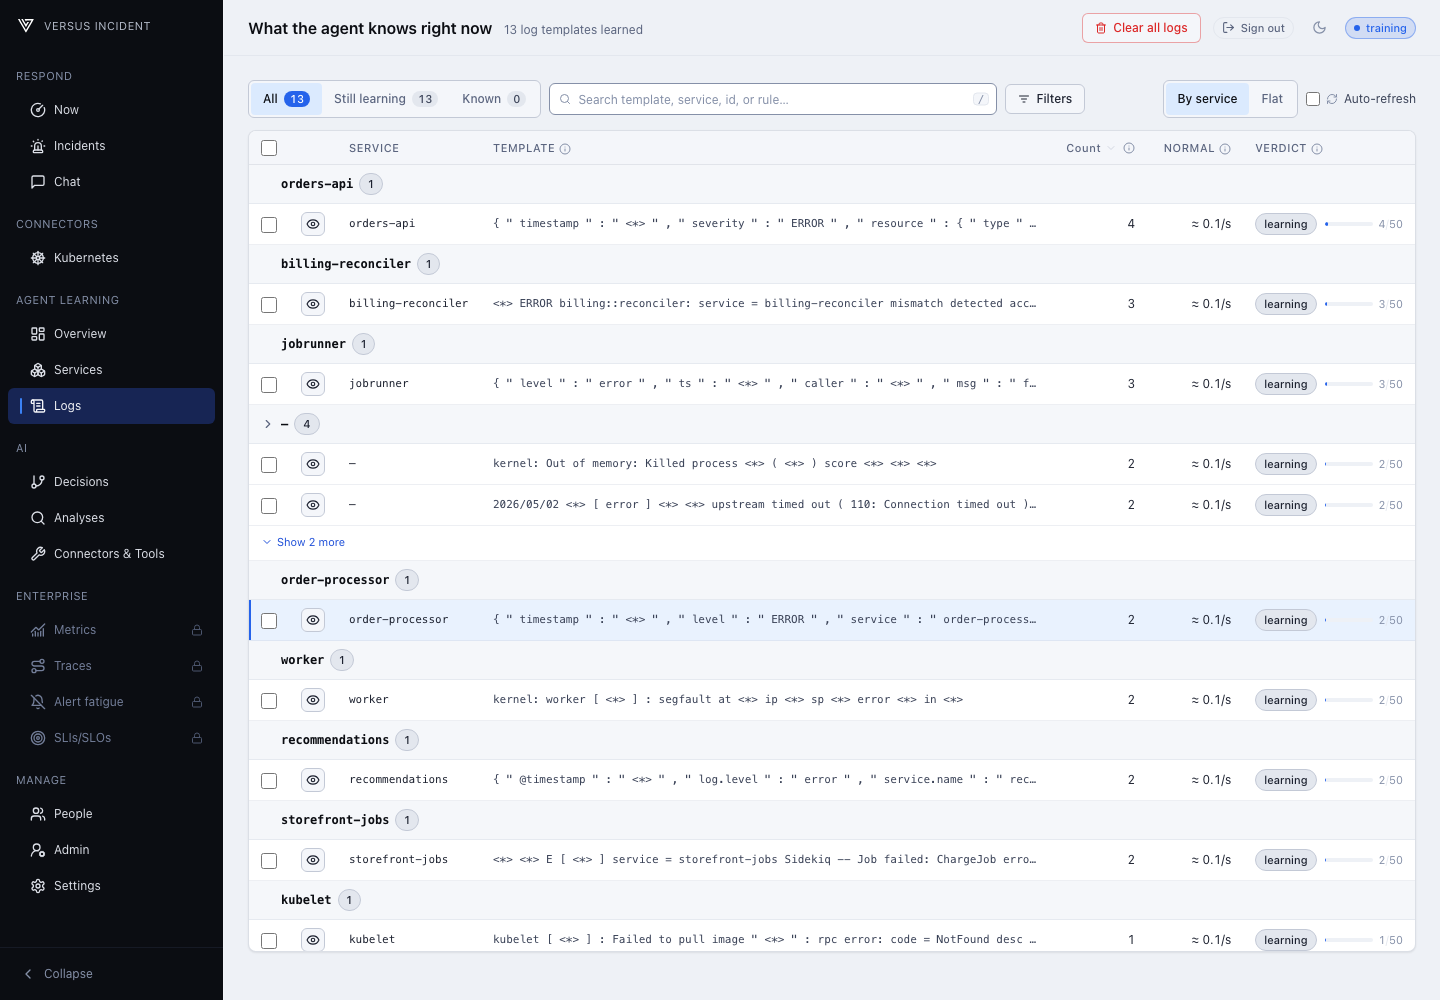 VERSUS INCIDENT
RESPOND
Now
Incidents
Chat
CONNECTORS
Kubernetes
AGENT LEARNING
Overview
Services
Logs
AI
Decisions
Analyses
Connectors & Tools
ENTERPRISE
Metrics
Traces
Alert fatigue
SLIs/SLOs
MANAGE
People
Admin
Settings
Collapse
What the agent knows right now 13 log templates learned
Clear all logs
Sign out
training
All 13 Still learning 13 Known 0
Search template, service, id, or rule... /
Filters
By service Flat
Auto-refresh
SERVICE TEMPLATE Count NORMAL VERDICT
orders-api 1
orders-api { " timestamp " : " <*> " , " severity " : " ERROR " , " resource " : { " type " … 4 ≈ 0.1/s learning 4/50
billing-reconciler 1
billing-reconciler <*> ERROR billing::reconciler: service = billing-reconciler mismatch detected acc… 3 ≈ 0.1/s learning 3/50
jobrunner 1
jobrunner { " level " : " error " , " ts " : " <*> " , " caller " : " <*> " , " msg " : " f… 3 ≈ 0.1/s learning 3/50
— 4
— kernel: Out of memory: Killed process <*> ( <*> ) score <*> <*> <*> 2 ≈ 0.1/s learning 2/50
— 2026/05/02 <*> [ error ] <*> <*> upstream timed out ( 110: Connection timed out )… 2 ≈ 0.1/s learning 2/50
Show 2 more
order-processor 1
order-processor { " timestamp " : " <*> " , " level " : " ERROR " , " service " : " order-process… 2 ≈ 0.1/s learning 2/50
worker 1
worker kernel: worker [ <*> ] : segfault at <*> ip <*> sp <*> error <*> in <*> 2 ≈ 0.1/s learning 2/50
recommendations 1
recommendations { " @timestamp " : " <*> " , " log.level " : " error " , " service.name " : " rec… 2 ≈ 0.1/s learning 2/50
storefront-jobs 1
storefront-jobs <*> <*> E [ <*> ] service = storefront-jobs Sidekiq -- Job failed: ChargeJob erro… 2 ≈ 0.1/s learning 2/50
kubelet 1
kubelet kubelet [ <*> ] : Failed to pull image " <*> " : rpc error: code = NotFound desc … 1 ≈ 0.1/s learning 1/50